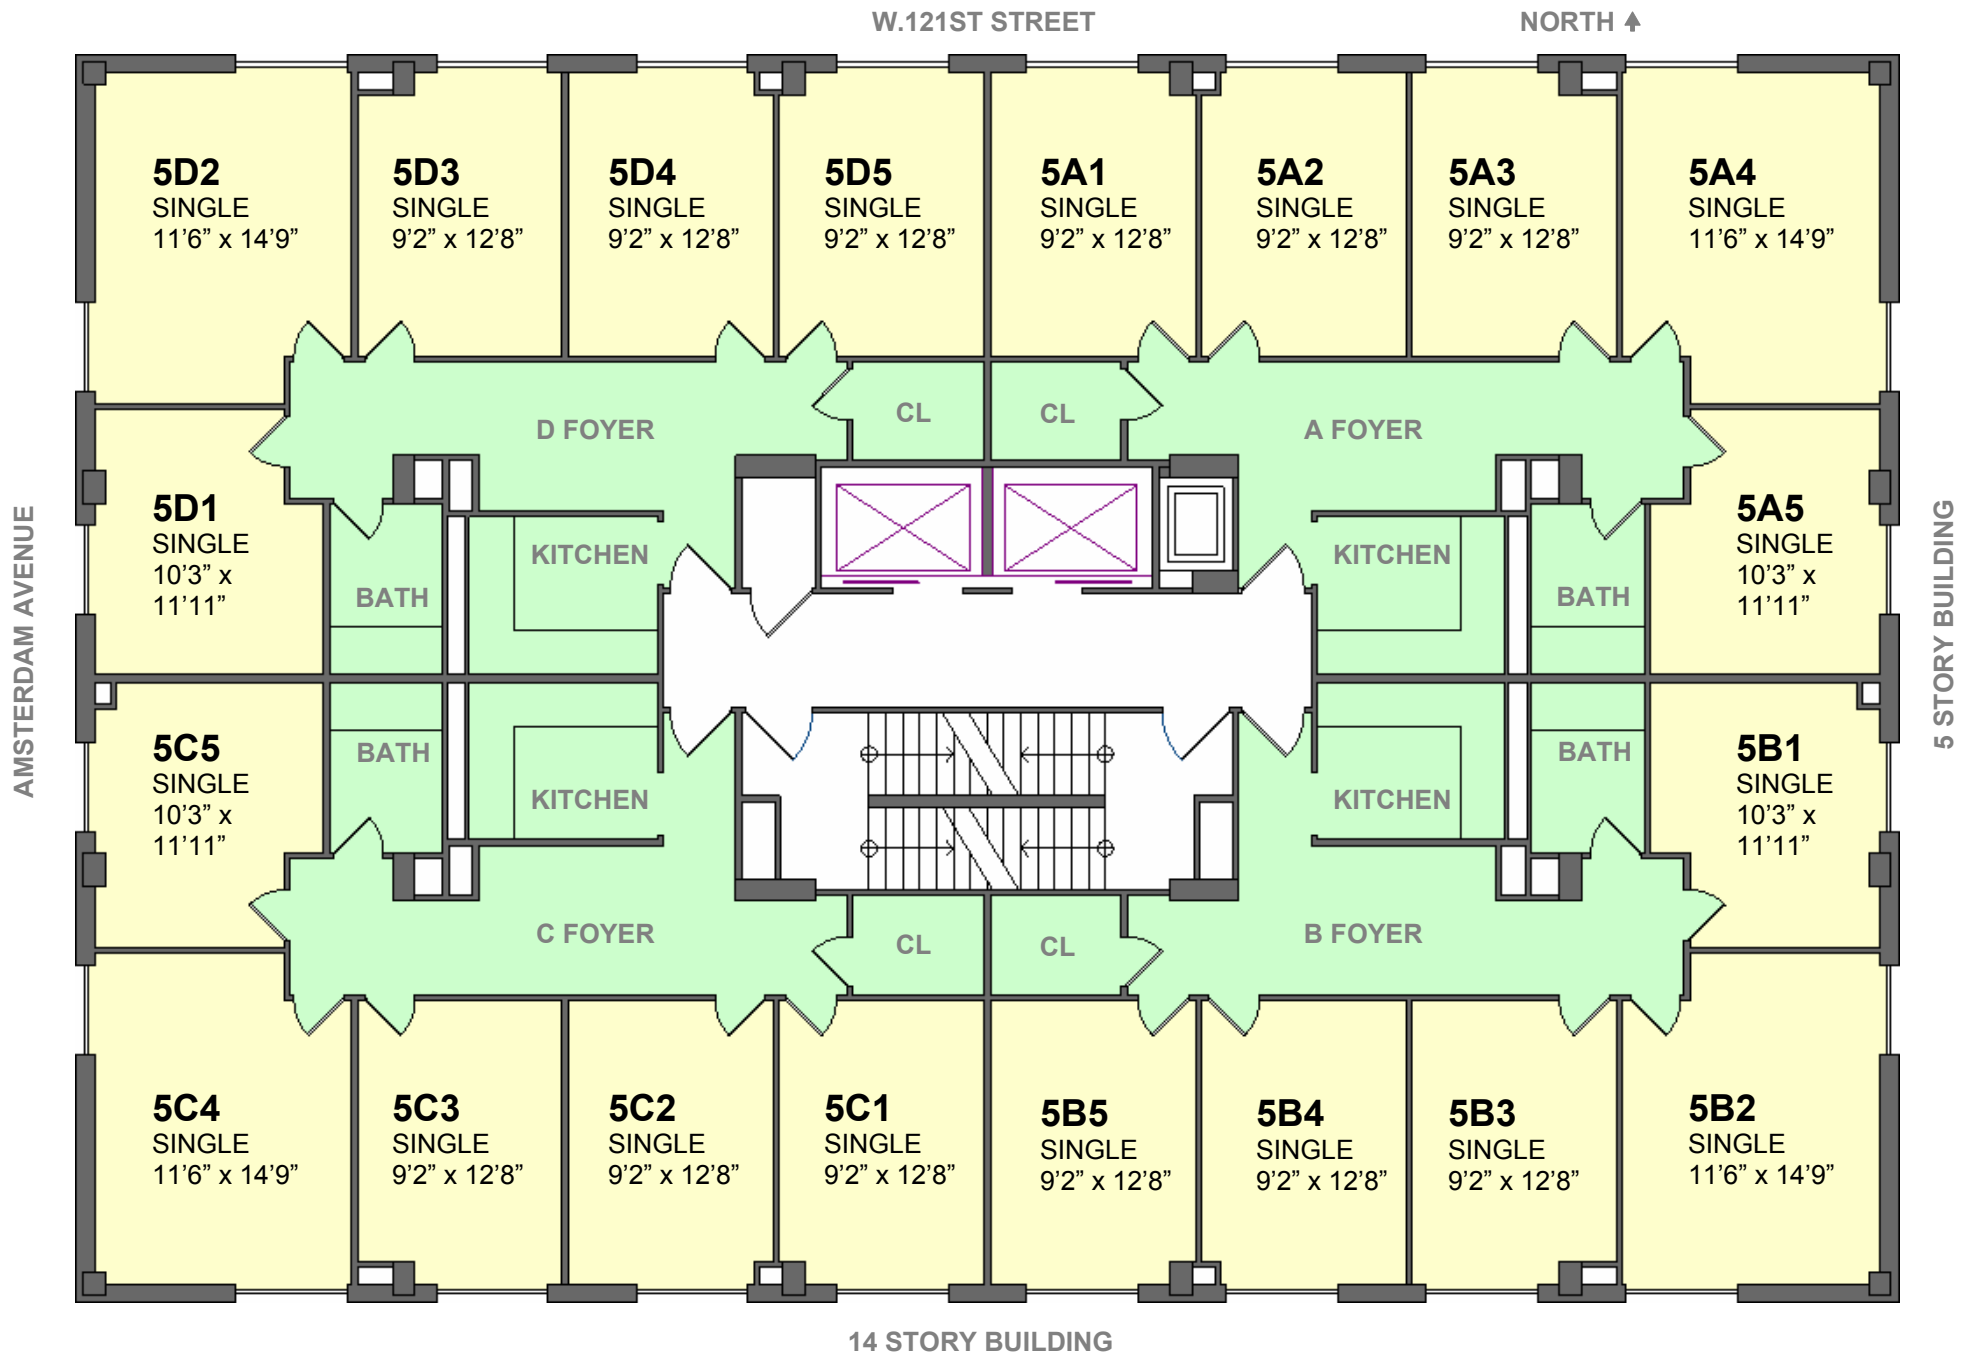 W.121ST STREET
NORTH
5D2
SINGLE
11’6” x 14’9”
5D3
SINGLE
9’2” x 12’8”
5D4
SINGLE
9’2” x 12’8”
5D5
SINGLE
9’2” x 12’8”
5A1
SINGLE
9’2” x 12’8”
5A2
SINGLE
9’2” x 12’8”
5A3
SINGLE
9’2” x 12’8”
5A4
SINGLE
11’6” x 14’9”
D FOYER
CL
CL
A FOYER
5D1
SINGLE
10’3” x
11’11”
BATH
KITCHEN
KITCHEN
BATH
5A5
SINGLE
10’3” x
11’11”
AMSTERDAM AVENUE
5 STORY BUILDING
5C5
SINGLE
10’3” x
11’11”
BATH
KITCHEN
KITCHEN
BATH
5B1
SINGLE
10’3” x
11’11”
C FOYER
CL
CL
B FOYER
5C4
SINGLE
11’6” x 14’9”
5C3
SINGLE
9’2” x 12’8”
5C2
SINGLE
9’2” x 12’8”
5C1
SINGLE
9’2” x 12’8”
5B5
SINGLE
9’2” x 12’8”
5B4
SINGLE
9’2” x 12’8”
5B3
SINGLE
9’2” x 12’8”
5B2
SINGLE
11’6” x 14’9”
14 STORY BUILDING